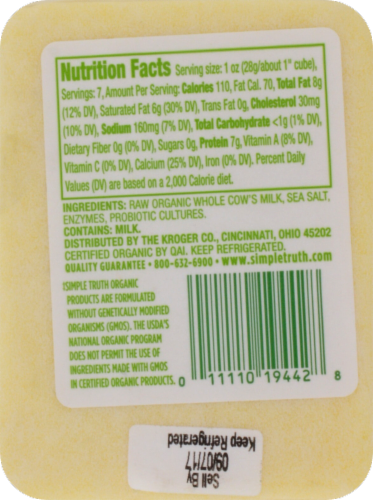 Nutrition Facts Serving size: 1 oz (28g/about 1" cube),
Servings: 7, Amount Per Serving: Calories 110, Fat Cal. 70, Total Fat 8g
(12% DV), Saturated Fat 6g (30% DV), Trans Fat 0g, Cholesterol 30mg
(10% DV), Sodium 160mg (7% DV), Total Carbohydrate <1g (1% DV),
Dietary Fiber 0g (0% DV), Sugars 0g, Protein 7g, Vitamin A (8% DV),
Vitamin C (0% DV), Calcium (25% DV), Iron (0% DV). Percent Daily
Values (DV) are based on a 2,000 Calorie diet.
INGREDIENTS: RAW ORGANIC WHOLE COW'S MILK, SEA SALT,
ENZYMES, PROBIOTIC CULTURES.
CONTAINS: MILK.
DISTRIBUTED BY THE KROGER CO., CINCINNATI, OHIO 45202
CERTIFIED ORGANIC BY QAI. KEEP REFRIGERATED.
QUALITY GUARANTEE • 800-632-6900 • www.simpletruth.com
†SIMPLE TRUTH ORGANIC
PRODUCTS ARE FORMULATED
WITHOUT GENETICALLY MODIFIED
ORGANISMS (GMOS). THE USDA'S
NATIONAL ORGANIC PROGRAM
DOES NOT PERMIT THE USE OF
INGREDIENTS MADE WITH GMOS
IN CERTIFIED ORGANIC PRODUCTS.
0 11110 19442 8
Sell By
09/07/17
Keep Refrigerated